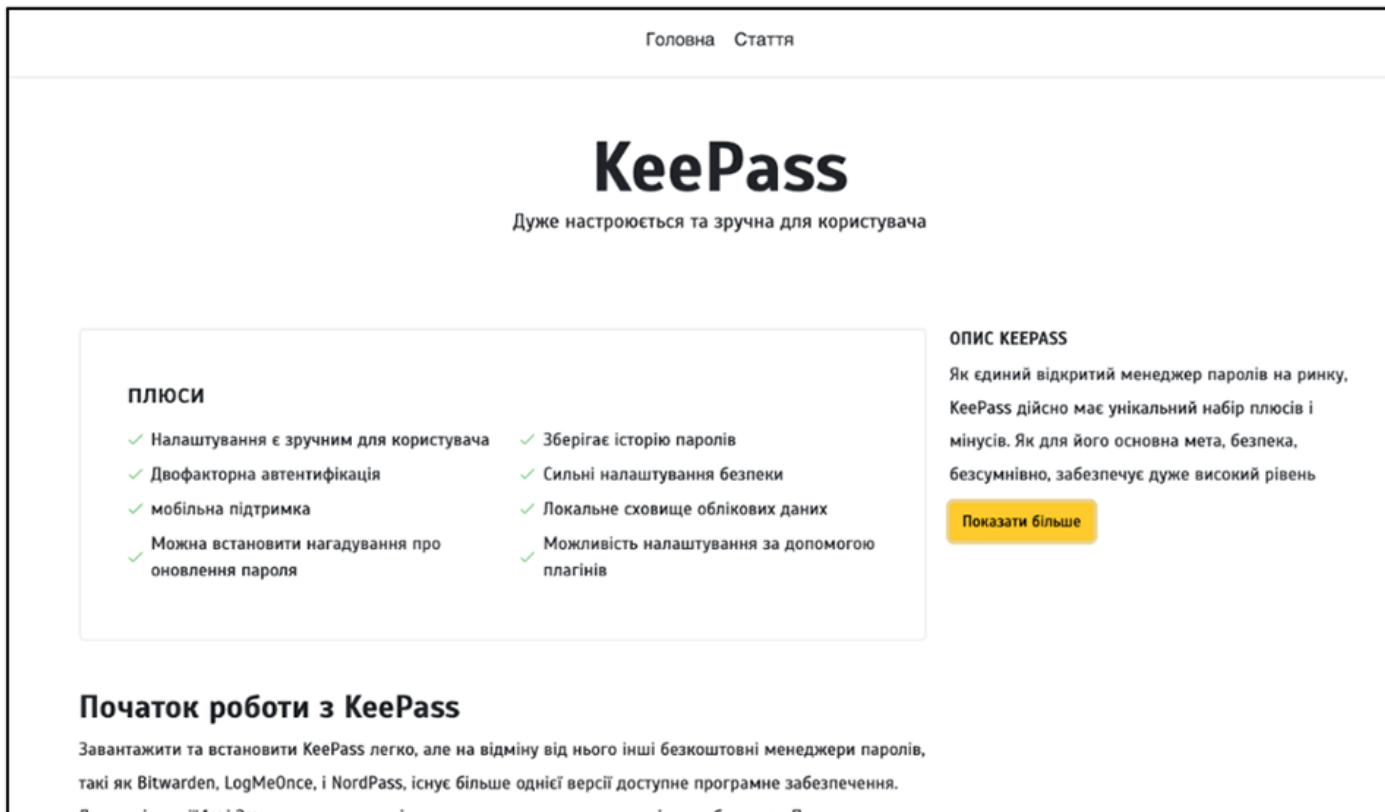 Головна Стаття
KeePass
Дуже настроюється та зручна для користувача
ПЛЮСИ
Налаштування є зручним для користувача
Двофакторна автентифікація
мобільна підтримка
Можна встановити нагадування про
оновлення пароля
Зберігає історію паролів
Сильні налаштування безпеки
Локальне сховище облікових даних
Можливість налаштування за допомогою
плагінів
ОПИС KEEPASS
Як єдиний відкритий менеджер паролів на ринку,
KeePass дійсно має унікальний набір плюсів і
мінусів. Як для його основна мета, безпека,
безсумнівно, забезпечує дуже високий рівень
Показати більше
Початок роботи з KeePass
Завантажити та встановити KeePass легко, але на відміну від нього інші безкоштовні менеджери паролів,
такі як Bitwarden, LogMeOnce, і NordPass, існує більше однієї версії доступне програмне забезпечення.